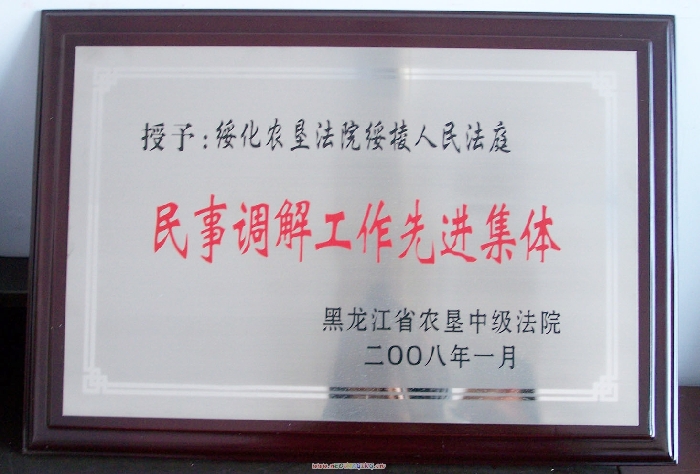 授予:绥化农垦法院绥棱人民法庭
民事调解工作先进集体
黑龙江省农垦中级法院
二〇〇八年一月